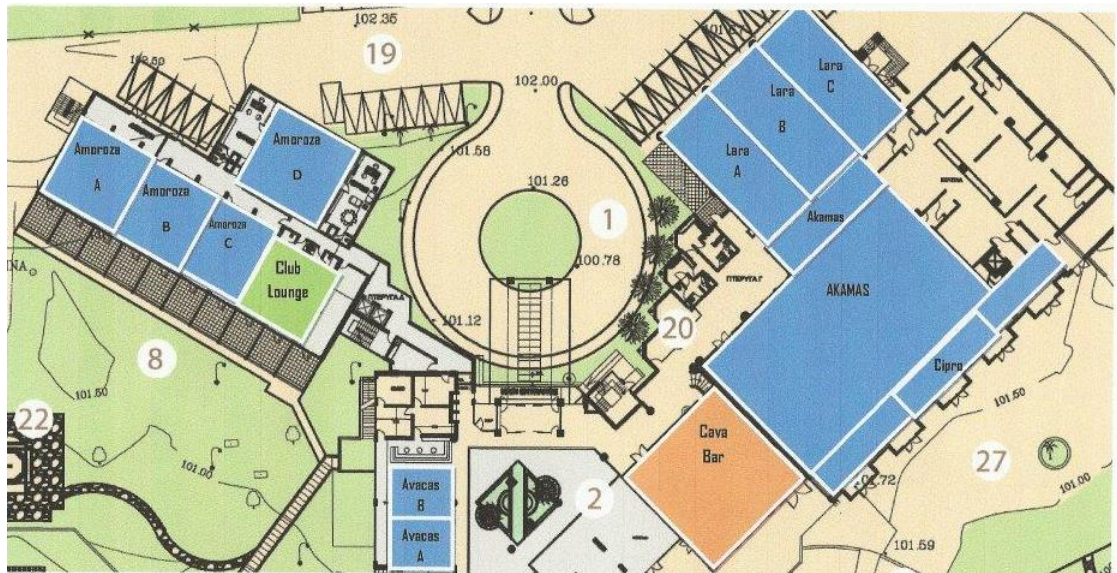 102.35
19
102.00
101.58
101.26
1
100.78
101.12
Amoroza
A
Amoroza
B
Amoroza
C
Amoroza
D
Club
Lounge
ΠΤΕΡΥΓΑ Δ
8
101.50
22
101.00
Lara
C
Lara
B
Lara
A
Akamas
ΠΤΕΡΥΓΑ Γ
AKAMAS
20
Cipro
101.50
27
101.00
Cava
Bar
2
Avacas
B
Avacas
A
101.59